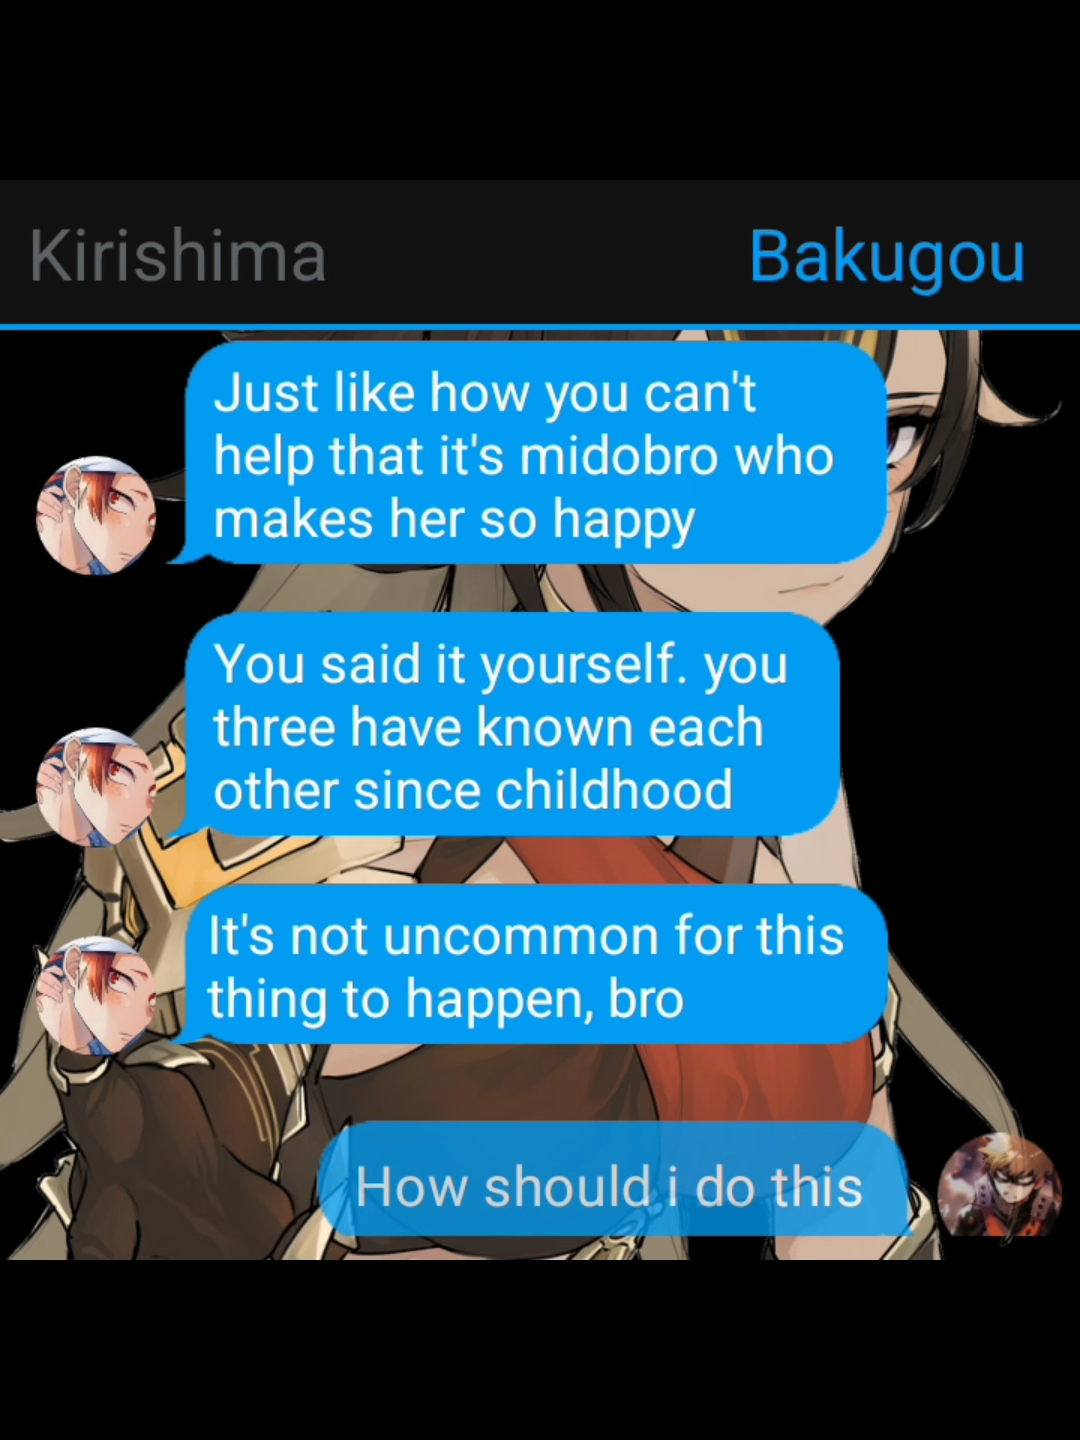 Kirishima Bakugou
Just like how you can't
help that it's midobro who
makes her so happy
You said it yourself. you
three have known each
other since childhood
It's not uncommon for this
thing to happen, bro
How should i do this